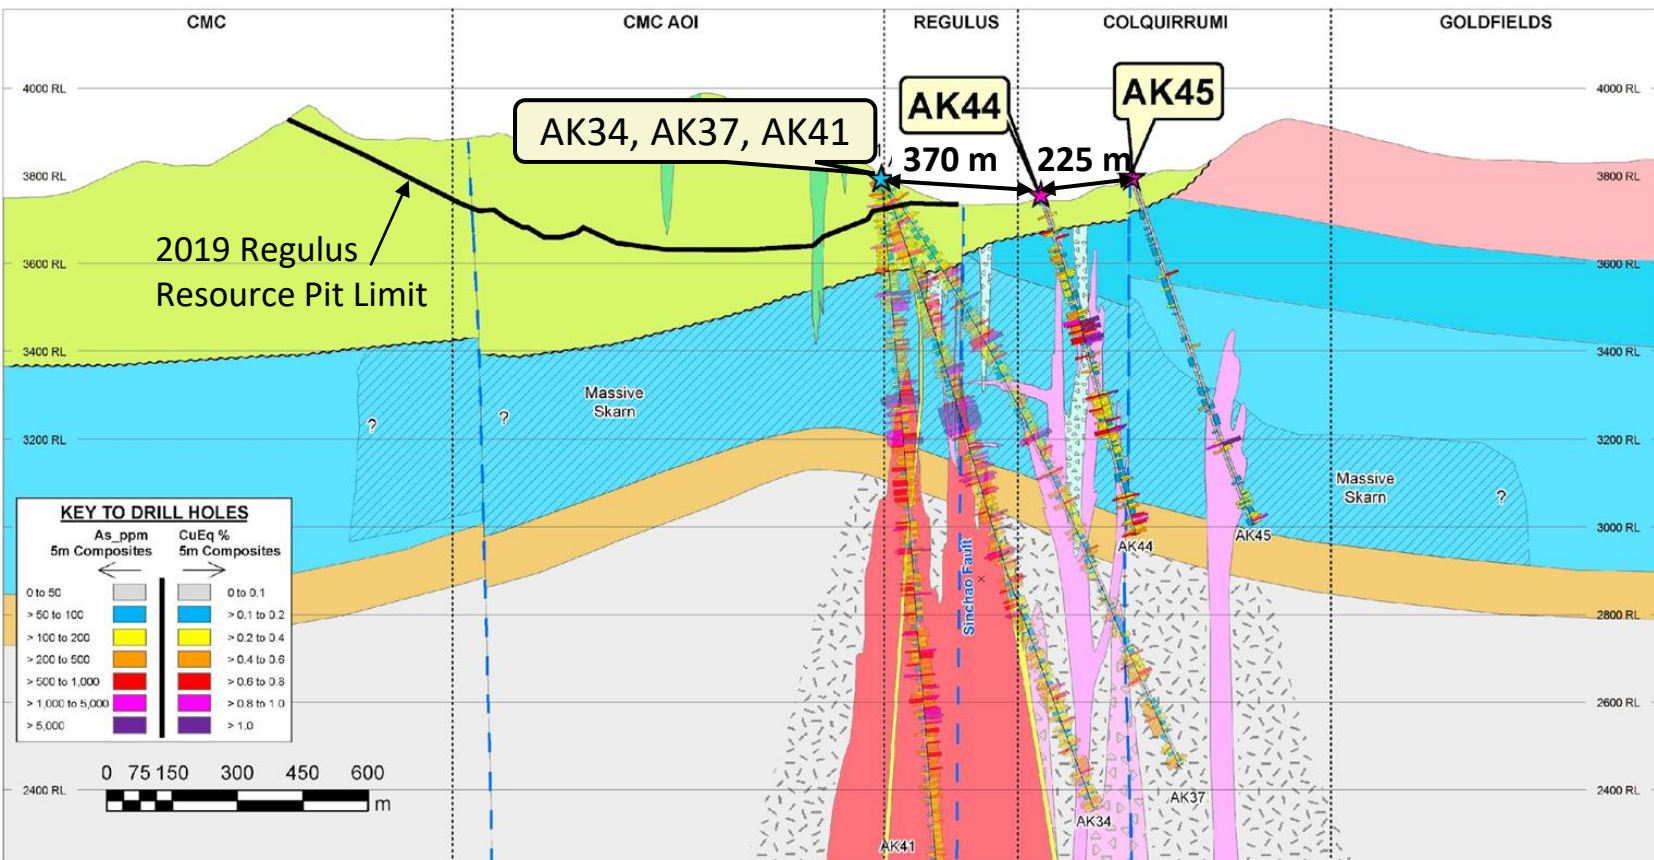 CMC
CMC AOI
REGULUS
COLQUIRRUMI
GOLDFIELDS
4000 RL
4000 RL
AK34, AK37, AK41
AK44
AK45
370 m
225 m
3800 RL
3800 RL
2019 Regulus
Resource Pit Limit
3600 RL
3600 RL
3400 RL
3400 RL
Massive
Skarn
?
?
3200 RL
3200 RL
Massive
Skarn
?
KEY TO DRILL HOLES
As_ppm
5m Composites
CuEq %
5m Composites
0 to 50
0 to 0.1
> 50 to 100
> 0.1 to 0.2
> 100 to 200
> 0.2 to 0.4
> 200 to 500
> 0.4 to 0.6
> 500 to 1,000
> 0.6 to 0.8
> 1,000 to 5,000
> 0.8 to 1.0
> 5,000
> 1.0
3000 RL
AK44
AK45
Sinchao Fault
2800 RL
2600 RL
0 75 150 300 450 600
m
2400 RL
2400 RL
AK37
AK34
AK41